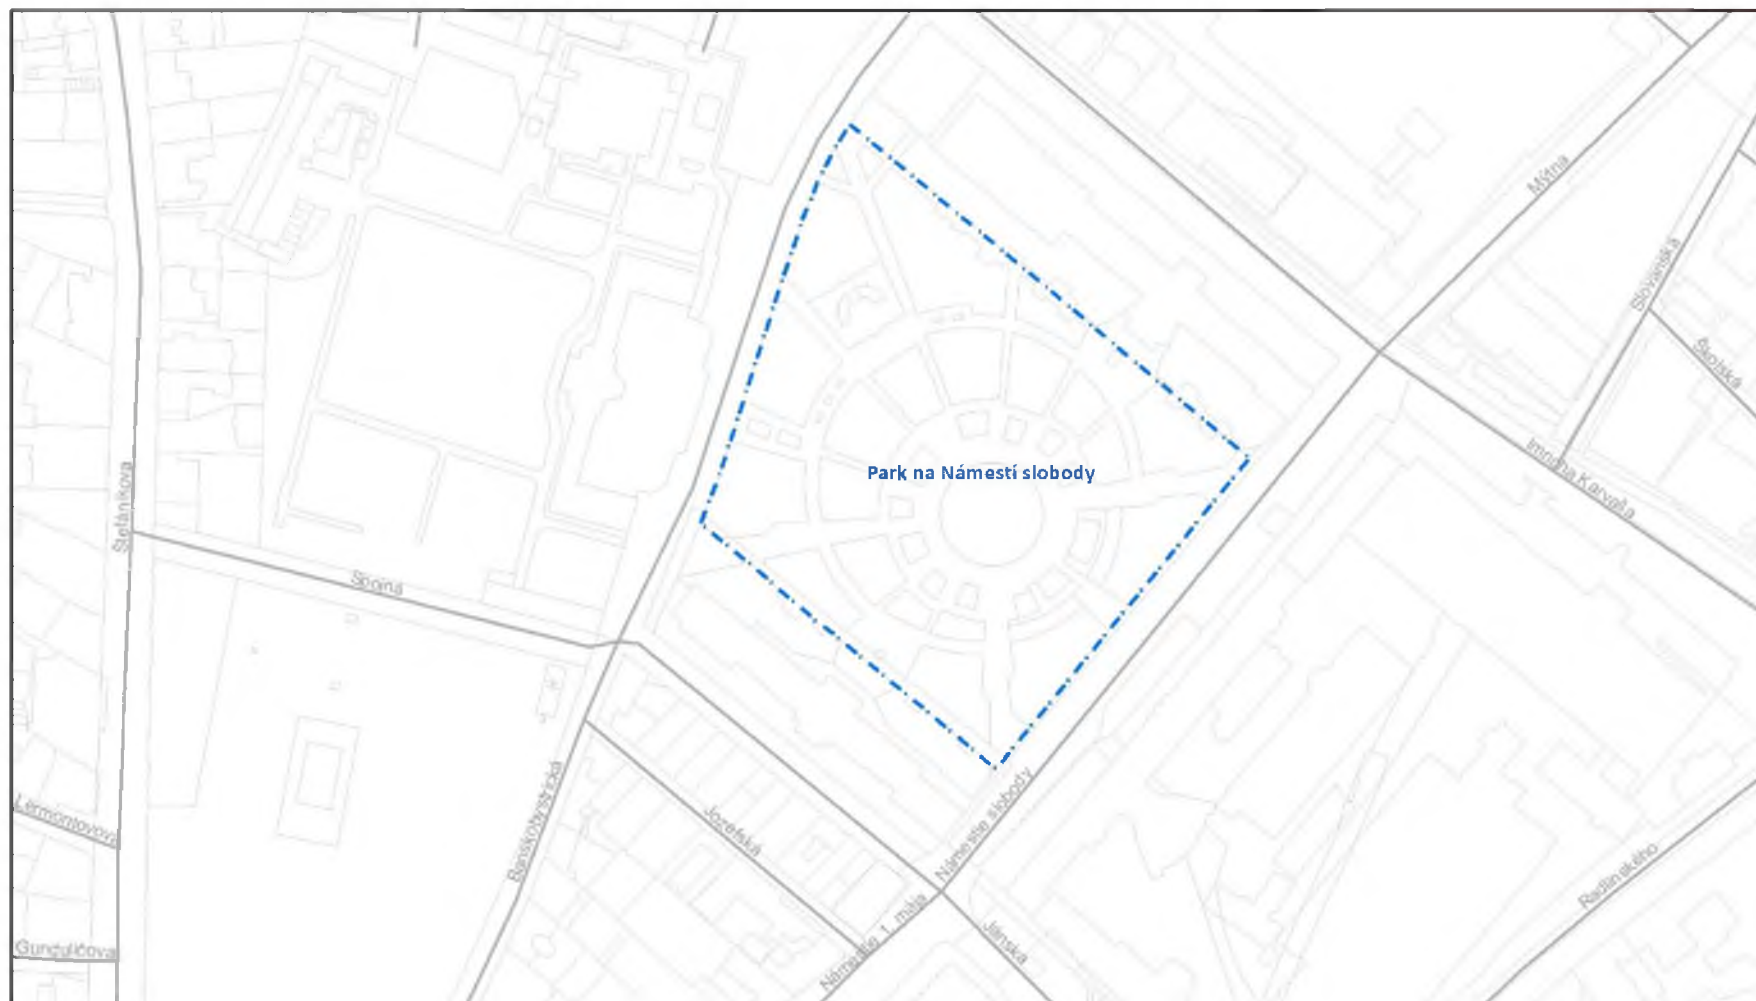 Mýtna
Slovanská
Školská
Štefánikova
Park na Námestí slobody
Imricha Karvaša
Spojná
Námestie slobody
Banskobystrická
Jozefská
Lermontovova
Radlinského
Námestie 1. mája
Jánska
Gunduličova